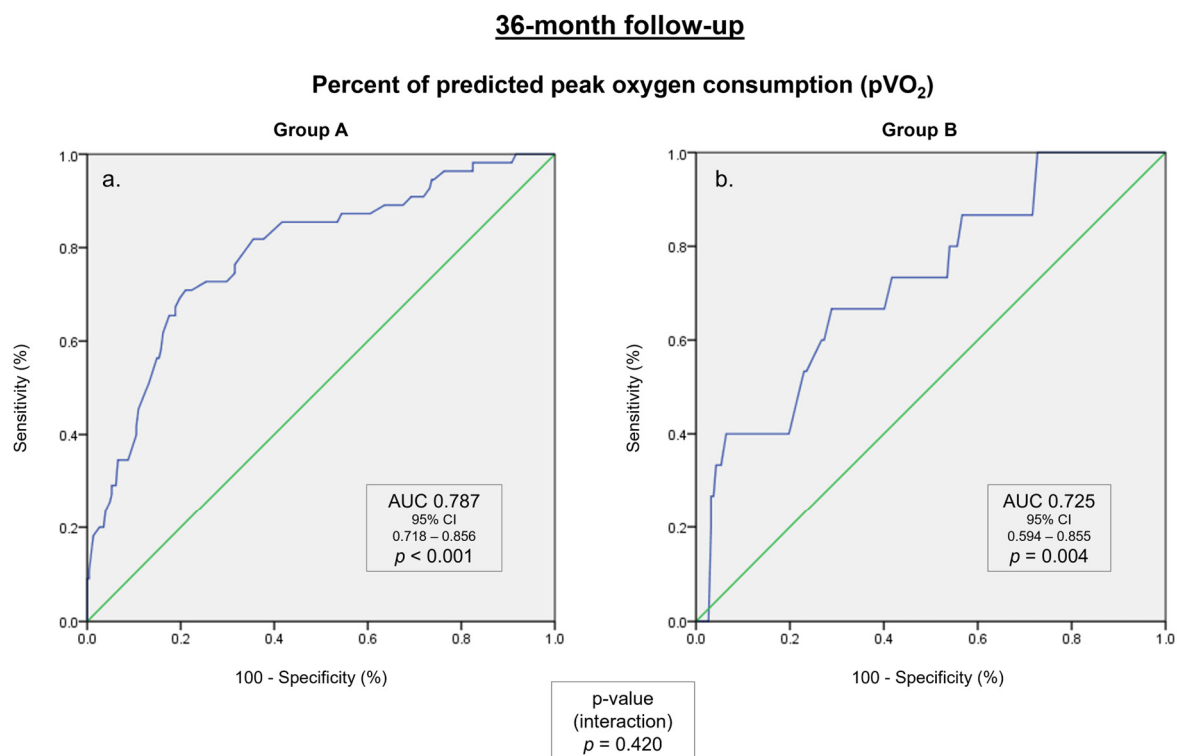 36-month follow-up
Percent of predicted peak oxygen consumption (pVO₂)
Group A
a.
1.0
0.8
0.6
0.4
0.2
0.0
Sensitivity (%)
AUC 0.787
95% CI
0.718 – 0.856
p < 0.001
0.0 0.2 0.4 0.6 0.8 1.0
100 - Specificity (%)
Group B
b.
1.0
0.8
0.6
0.4
0.2
0.0
Sensitivity (%)
AUC 0.725
95% CI
0.594 – 0.855
p = 0.004
0.0 0.2 0.4 0.6 0.8 1.0
100 - Specificity (%)
p-value
(interaction)
p = 0.420